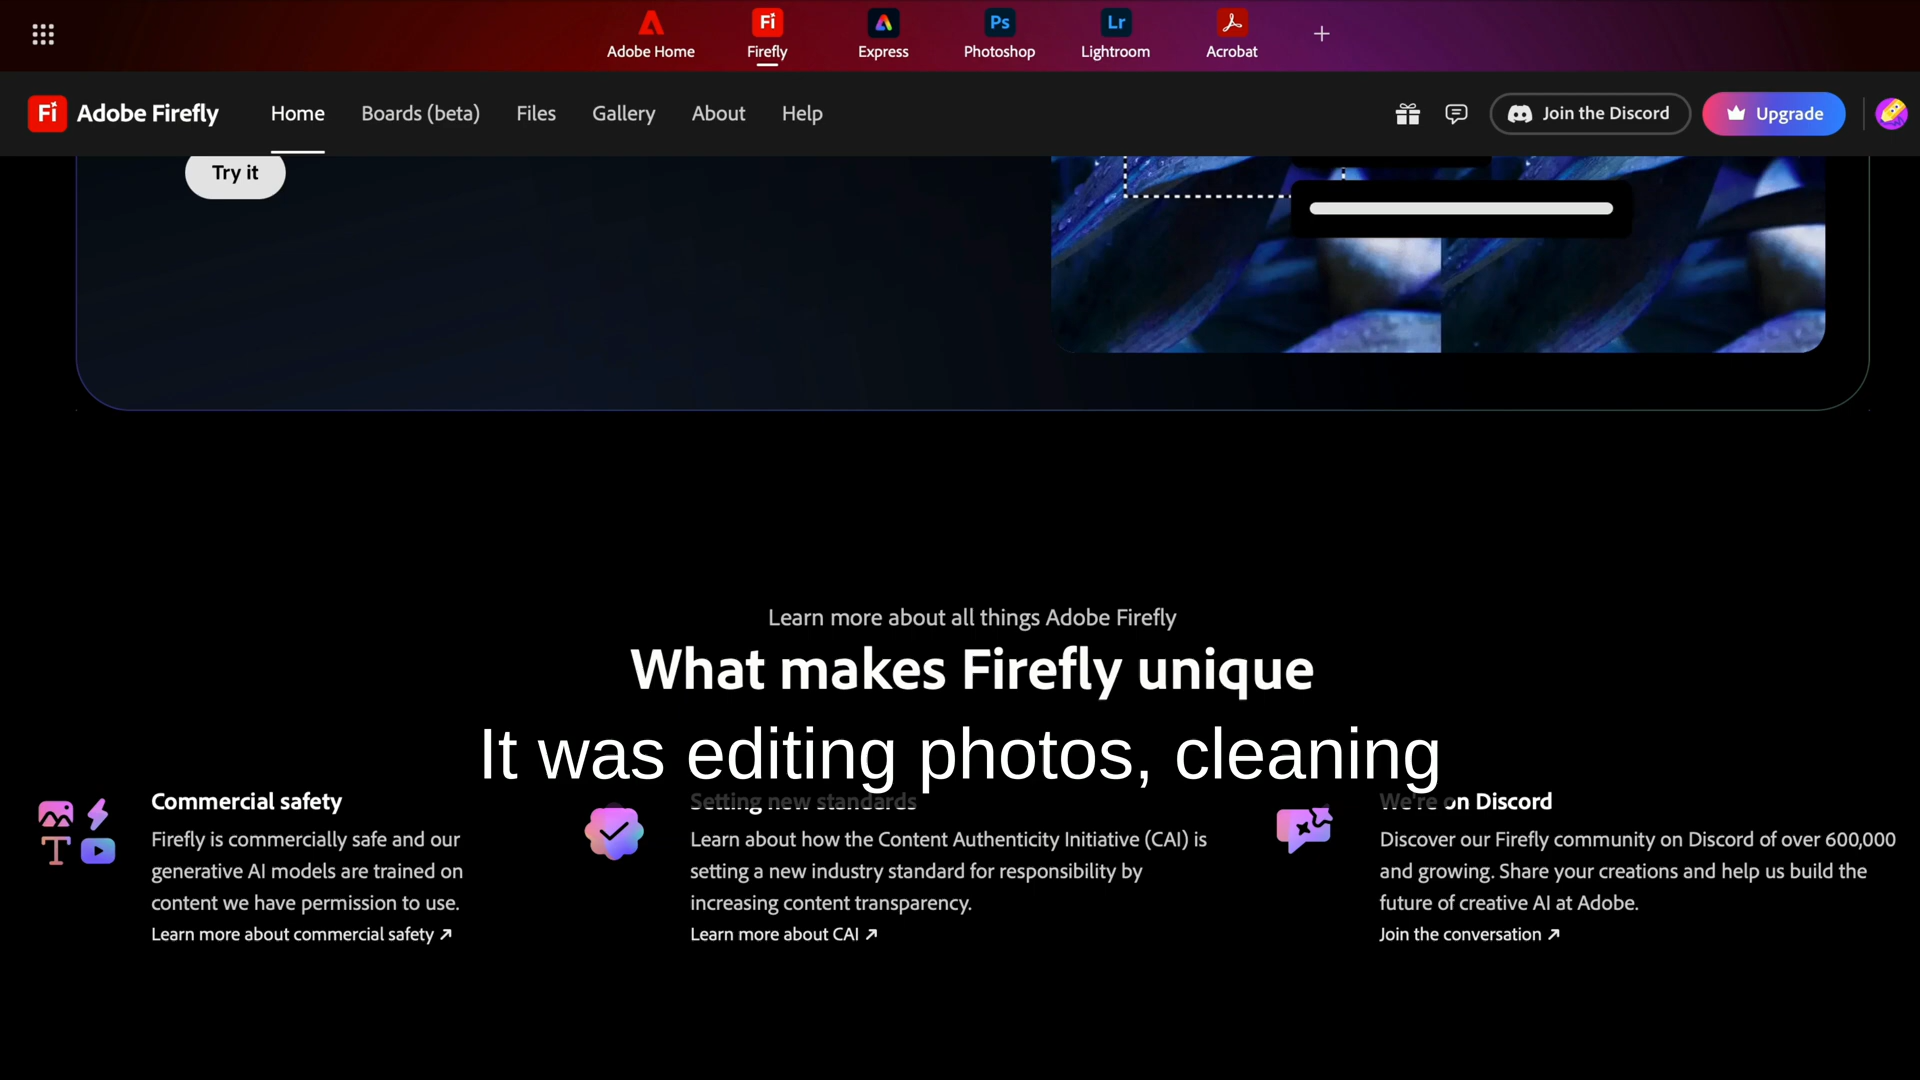 Adobe Home
Firefly
Express
Photoshop
Lightroom
Acrobat
Adobe Firefly
Home
Boards (beta)
Files
Gallery
About
Help
Join the Discord
Upgrade
Try it
Learn more about all things Adobe Firefly
What makes Firefly unique
It was editing photos, cleaning
Commercial safety
Firefly is commercially safe and our
generative AI models are trained on
content we have permission to use.
Learn more about commercial safety
Setting new standards
Learn about how the Content Authenticity Initiative (CAI) is
setting a new industry standard for responsibility by
increasing content transparency.
Learn more about CAI
We're on Discord
Discover our Firefly community on Discord of over 600,000
and growing. Share your creations and help us build the
future of creative AI at Adobe.
Join the conversation